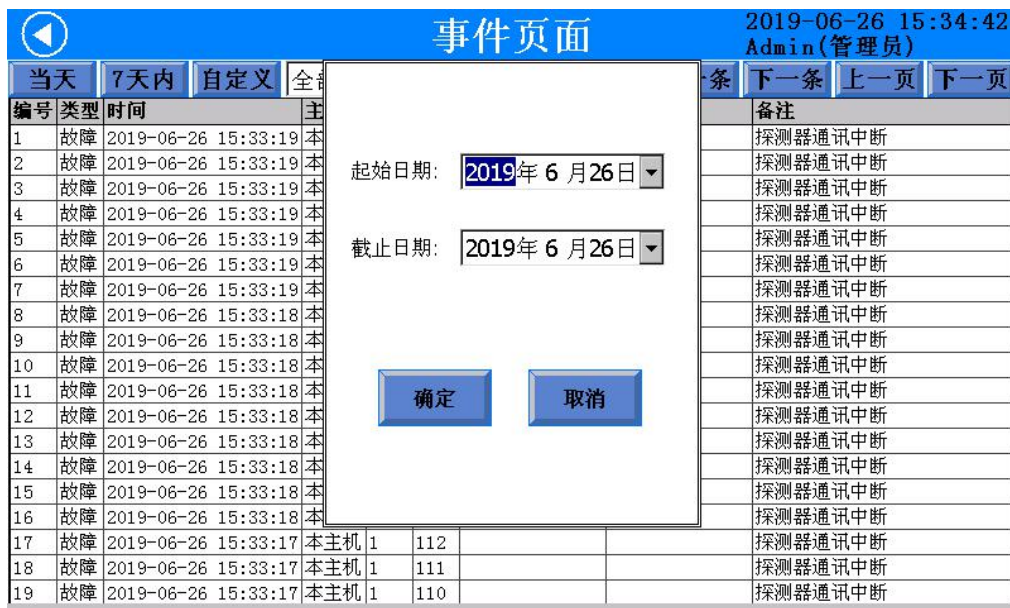 事件页面
2019-06-26 15:34:42
Admin(管理员)
当天 7天内 自定义 全 条 下一条 上一页 下一页
编号 类型 时间 主 备注
1 故障 2019-06-26 15:33:19 本 探测器通讯中断
2 故障 2019-06-26 15:33:19 本 探测器通讯中断
3 故障 2019-06-26 15:33:19 本 探测器通讯中断
4 故障 2019-06-26 15:33:19 本 探测器通讯中断
5 故障 2019-06-26 15:33:19 本 探测器通讯中断
6 故障 2019-06-26 15:33:19 本 探测器通讯中断
7 故障 2019-06-26 15:33:19 本 探测器通讯中断
8 故障 2019-06-26 15:33:18 本 探测器通讯中断
9 故障 2019-06-26 15:33:18 本 探测器通讯中断
10 故障 2019-06-26 15:33:18 本 探测器通讯中断
11 故障 2019-06-26 15:33:18 本 探测器通讯中断
12 故障 2019-06-26 15:33:18 本 探测器通讯中断
13 故障 2019-06-26 15:33:18 本 探测器通讯中断
14 故障 2019-06-26 15:33:18 本 探测器通讯中断
15 故障 2019-06-26 15:33:18 本 探测器通讯中断
16 故障 2019-06-26 15:33:18 本 探测器通讯中断
17 故障 2019-06-26 15:33:17 本主机 1 112 探测器通讯中断
18 故障 2019-06-26 15:33:17 本主机 1 111 探测器通讯中断
19 故障 2019-06-26 15:33:17 本主机 1 110 探测器通讯中断
起始日期: 2019年 6 月26日
截止日期: 2019年 6 月26日
确定 取消